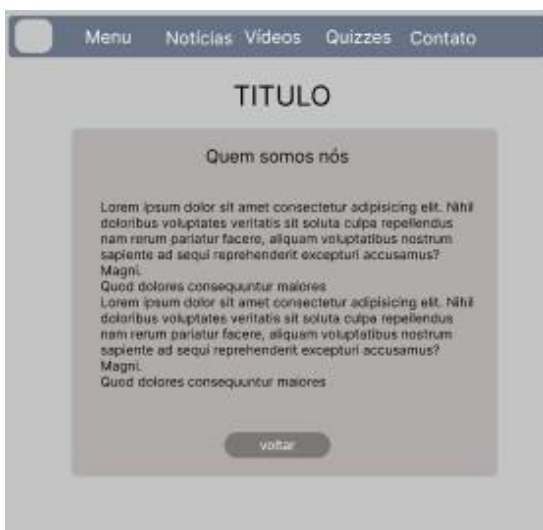 Menu Notícias Vídeos Quizzes Contato
TITULO
Quem somos nós
Lorem ipsum dolor sit amet consectetur adipisicing elit. Nihil
doloribus voluptates veritatis sit soluta culpa repellendus
nam rerum pariatur facere, aliquam voluptatibus nostrum
sapiente ad sequi reprehenderit excepturi accusamus?
Magni.
Quod dolores consequuntur maiores
Lorem ipsum dolor sit amet consectetur adipisicing elit. Nihil
doloribus voluptates veritatis sit soluta culpa repellendus
nam rerum pariatur facere, aliquam voluptatibus nostrum
sapiente ad sequi reprehenderit excepturi accusamus?
Magni.
Quod dolores consequuntur maiores
voltar